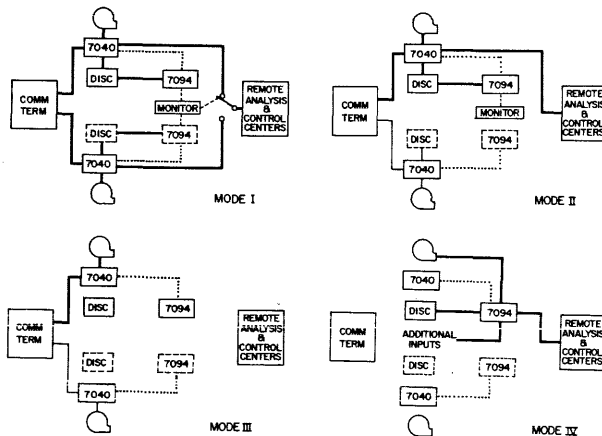 7040
DISC
7094
COMM
TERM
MONITOR
REMOTE
ANALYSIS
&
CONTROL
CENTERS
DISC
7094
7040
MODE I
7040
DISC
7094
COMM
TERM
MONITOR
REMOTE
ANALYSIS
&
CONTROL
CENTERS
DISC
7094
7040
MODE II
7040
DISC
7094
COMM
TERM
REMOTE
ANALYSIS
&
CONTROL
CENTERS
DISC
7094
7040
MODE III
7040
DISC
7094
COMM
TERM
ADDITIONAL
INPUTS
REMOTE
ANALYSIS
&
CONTROL
CENTERS
DISC
7094
7040
MODE IV